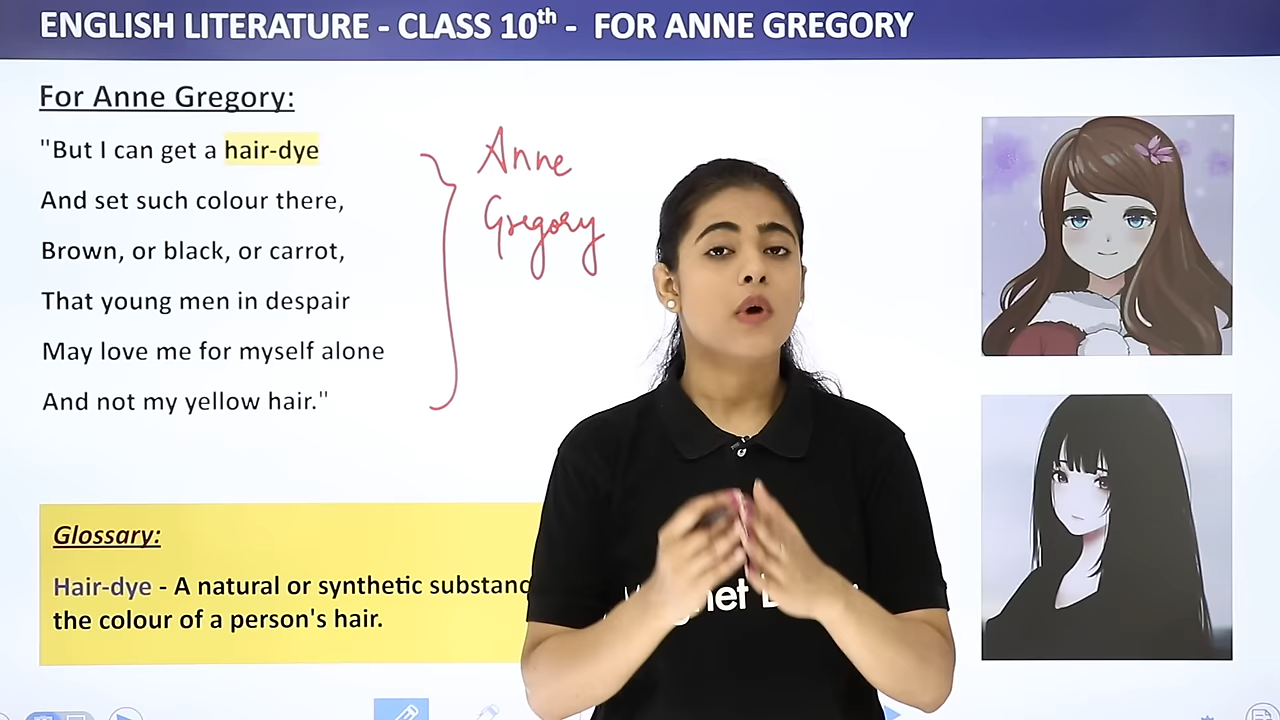 ENGLISH LITERATURE - CLASS 10th - FOR ANNE GREGORY
For Anne Gregory:
"But I can get a hair-dye
And set such colour there,
Brown, or black, or carrot,
That young men in despair
May love me for myself alone
And not my yellow hair."
Anne
Gregory
Glossary:
Hair-dye - A natural or synthetic
the colour of a person's hair.